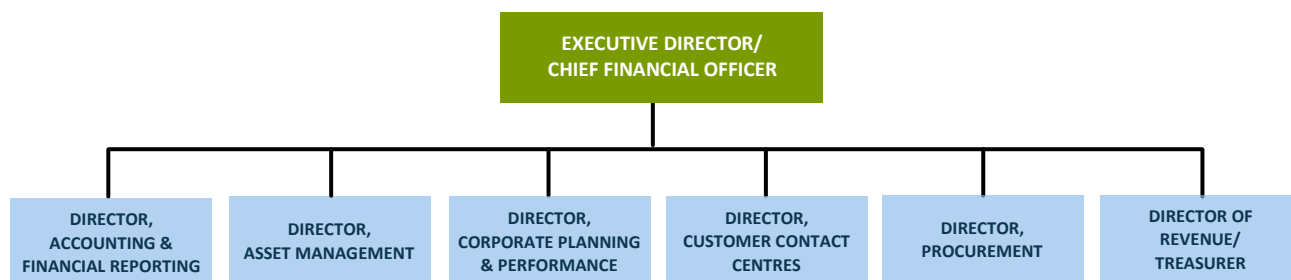 EXECUTIVE DIRECTOR/
CHIEF FINANCIAL OFFICER
DIRECTOR,
ACCOUNTING &
FINANCIAL REPORTING
DIRECTOR,
ASSET MANAGEMENT
DIRECTOR,
CORPORATE PLANNING
& PERFORMANCE
DIRECTOR,
CUSTOMER CONTACT
CENTRES
DIRECTOR,
PROCUREMENT
DIRECTOR OF
REVENUE/
TREASURER